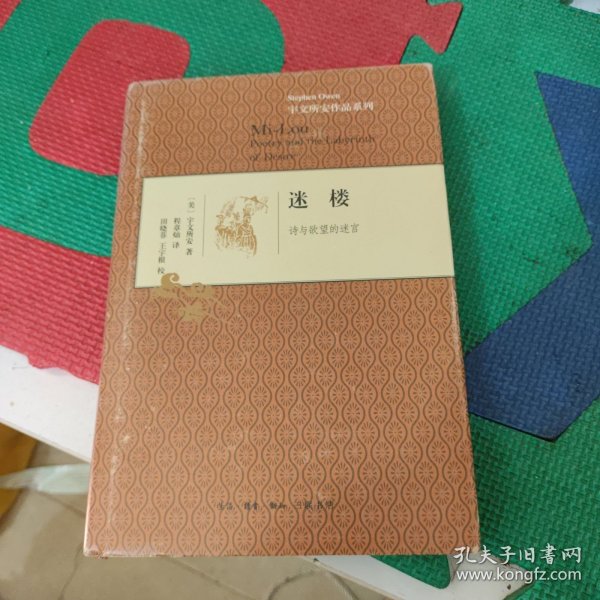 Stephen Owen
宇文所安作品系列
Mi-Lou
Poetry and the Labyrinth
of Desire
迷 楼
诗与欲望的迷宫
〔美〕宇文所安 著
程章灿 译
田晓菲 王宇根 校
生活·读书·新知 三联书店
孔夫子旧书网
www.kongfz.com